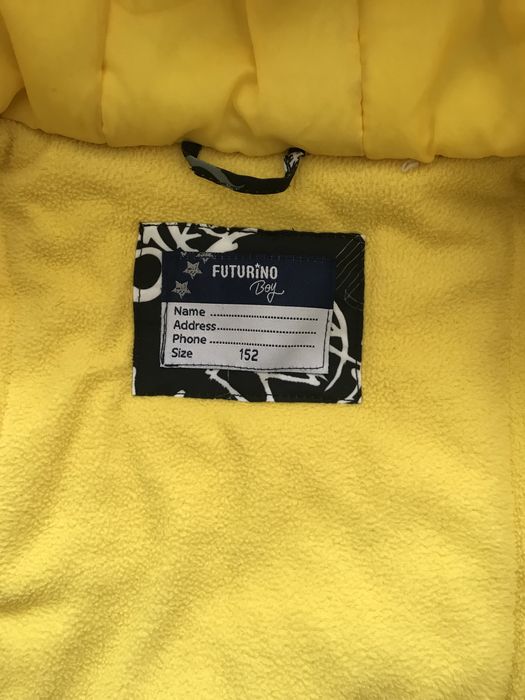 FUTURINO
Boy
Name ..............................
Address ..........................
Phone ............................
Size 152